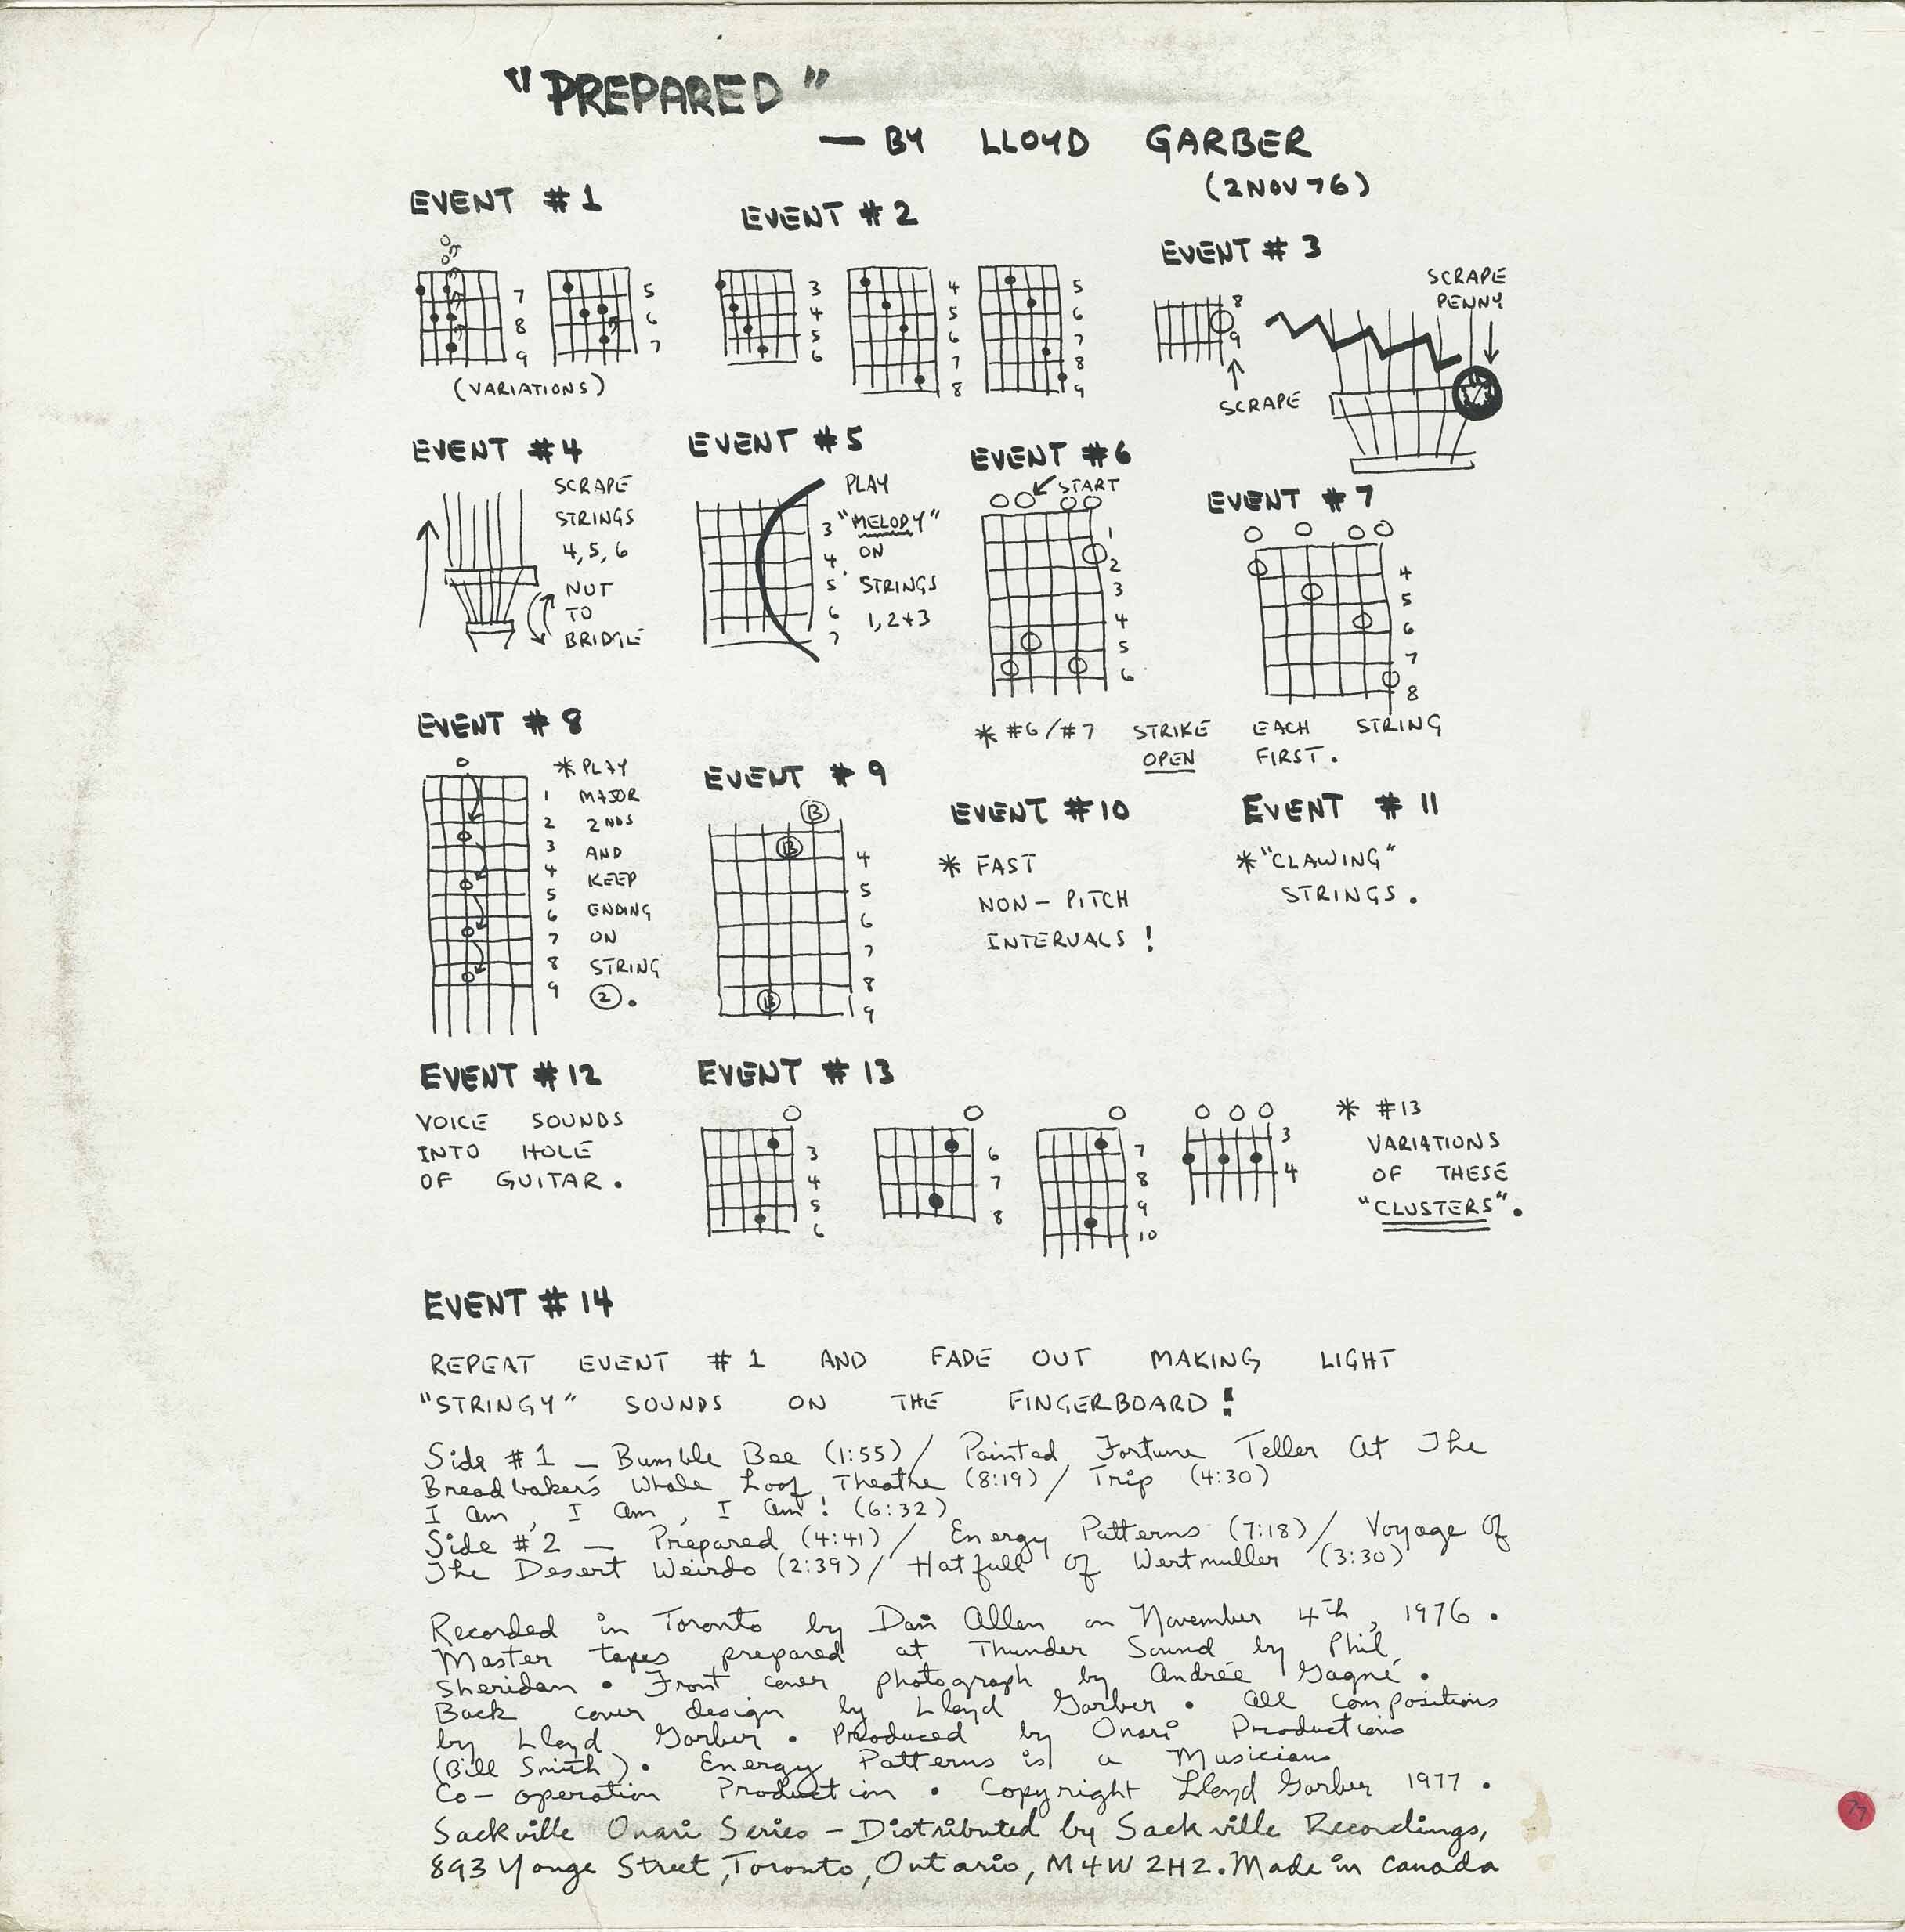 "PREPARED"
— BY LLOYD GARBER
(2 NOV 76)
EVENT #1
7
8
9
5
6
7
(VARIATIONS)
EVENT #2
3
4
5
6
4
5
6
7
8
5
6
7
8
9
EVENT #3
8
9
SCRAPE
SCRAPE
PENNY
EVENT #4
SCRAPE
STRINGS
4, 5, 6
NUT
TO
BRIDGE
EVENT #5
3
4
5
6
7
PLAY
"MELODY"
ON
STRINGS
1, 2+3
EVENT #6
START
1
2
3
4
5
6
EVENT #7
4
5
6
7
8
* #6/#7 STRIKE EACH STRING
OPEN FIRST.
EVENT #8
1
2
3
4
5
6
7
8
9
* PLAY
MAJOR
2NDS
AND
KEEP
ENDING
ON
STRING
②.
EVENT #9
B
B
B
4
5
6
7
8
9
EVENT #10
* FAST
NON-PITCH
INTERVALS!
EVENT #11
* "CLAWING"
STRINGS.
EVENT #12
VOICE SOUNDS
INTO HOLE
OF GUITAR.
EVENT #13
3
4
5
6
6
7
8
7
8
9
10
3
4
* #13
VARIATIONS
OF THESE
"CLUSTERS".
EVENT #14
REPEAT EVENT #1 AND FADE OUT MAKING LIGHT
"STRINGY" SOUNDS ON THE FINGERBOARD!
Side #1 — Bumble Bee (1:55) / Painted Fortune Teller At The
Breadbaker's Whole Loof Theatre (8:19) / Trip (4:30)
I Am, I Am, I Am! (6:32)
Side #2 — Prepared (4:41) / Energy Patterns (7:18) / Voyage Of
The Desert Weirdo (2:39) / Hatfull Of Wertmuller (3:30)
Recorded in Toronto by Dan Allen on November 4th, 1976.
Master tapes prepared at Thunder Sound by Phil
Sheridan. Front cover photograph by Andrée Gagné.
Back cover design by Lloyd Garber. All compositions
by Lloyd Garber. Produced by Onari Productions
(Bill Smith). Energy Patterns is a Musicians
Co-operation Production. Copyright Lloyd Garber 1977.
Sackville Onari Series — Distributed by Sackville Recordings,
893 Yonge Street, Toronto, Ontario, M4W 2H2. Made in Canada
77